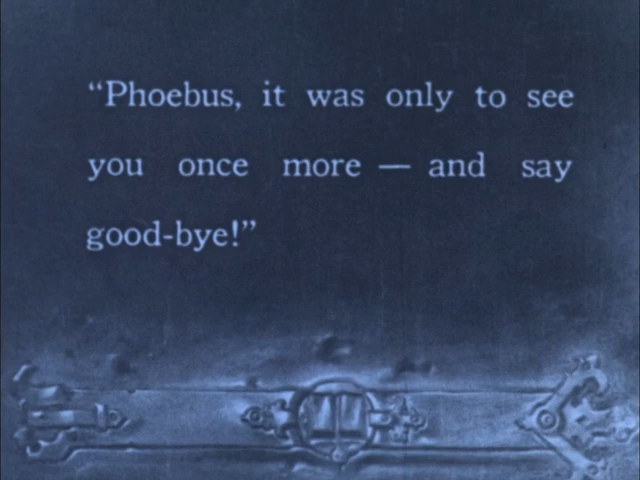 “Phoebus, it was only to see
you once more — and say
good-bye!”